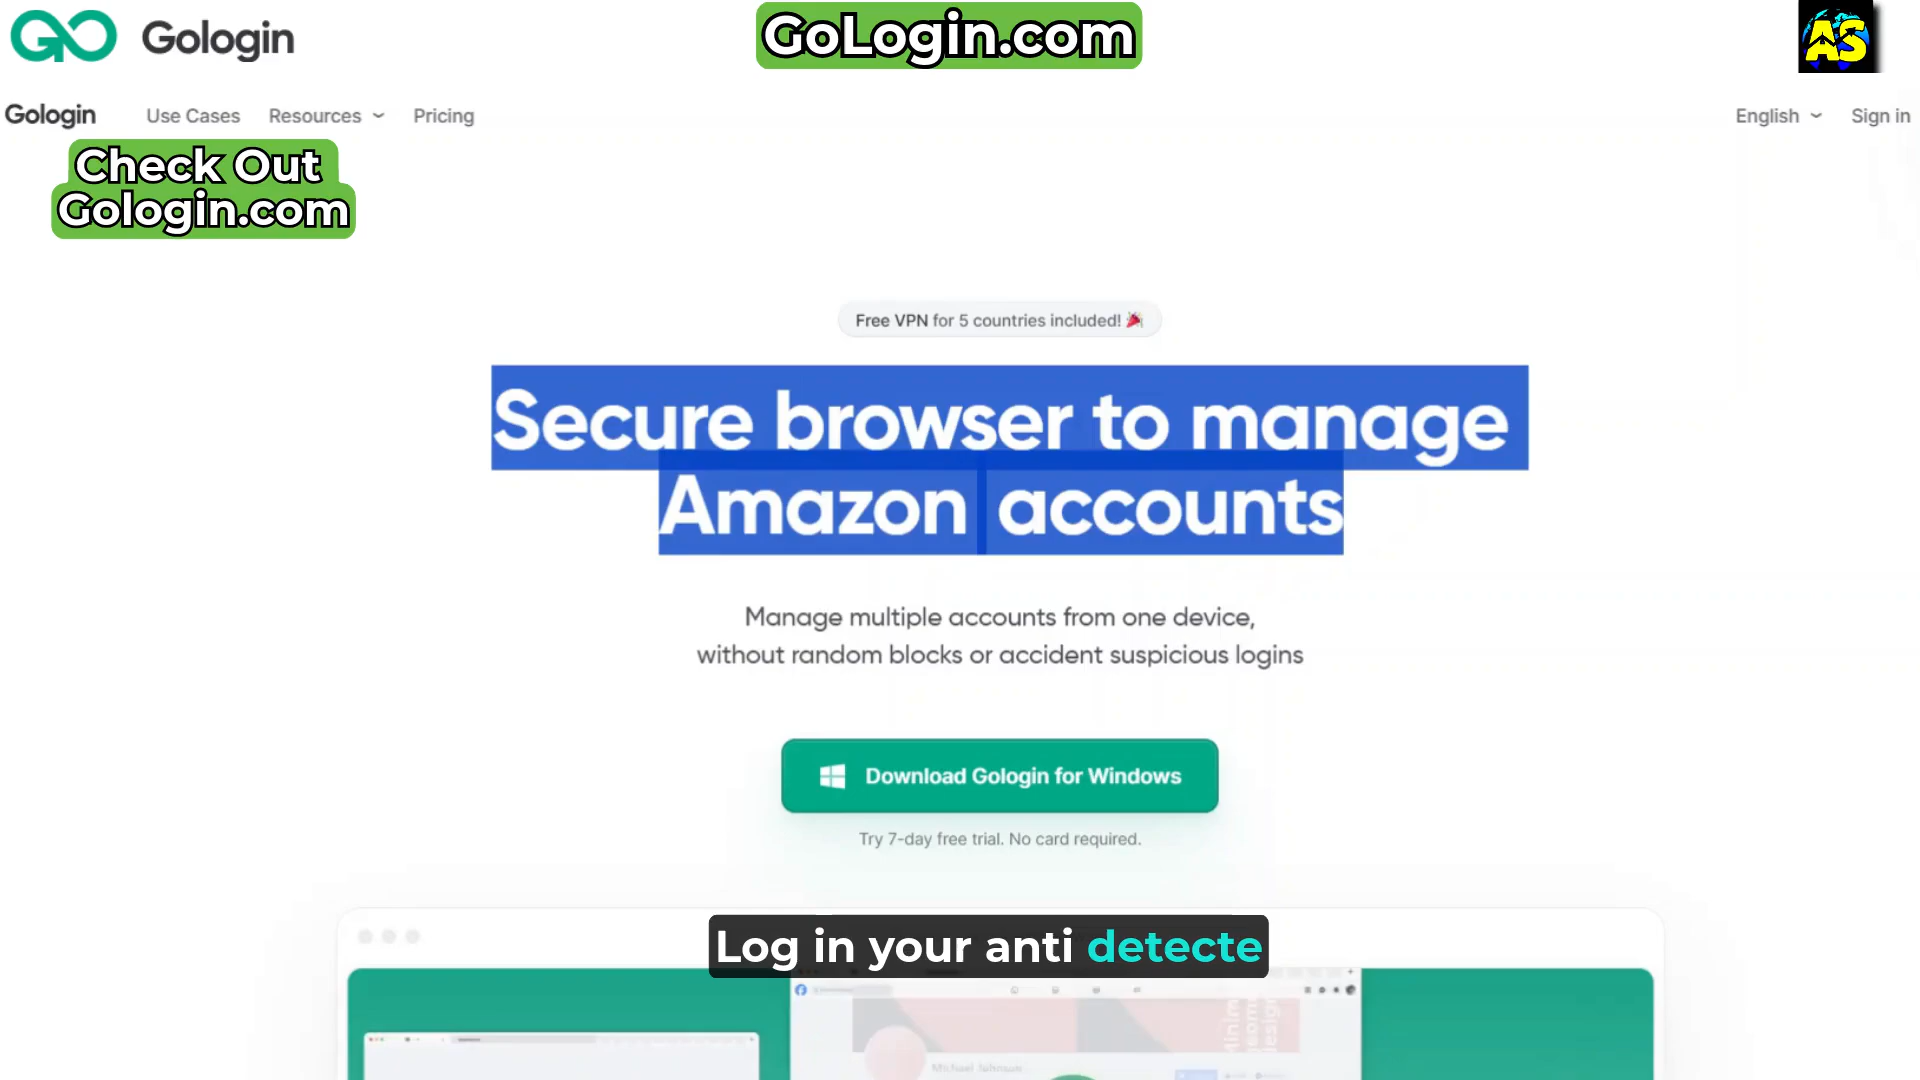 Gologin
GoLogin.com
AS
Gologin
Use Cases
Resources
Pricing
English
Sign in
Check Out
Gologin.com
Free VPN for 5 countries included!
Secure browser to manage
Amazon accounts
Manage multiple accounts from one device,
without random blocks or accident suspicious logins
Download Gologin for Windows
Try 7-day free trial. No card required.
Log in your anti detecte
Michael Johnson